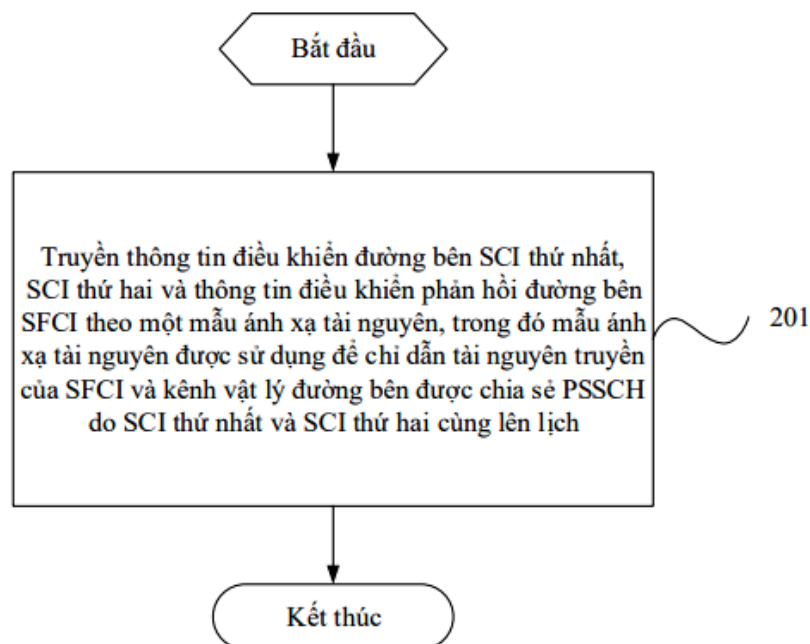 Bắt đầu
Truyền thông tin điều khiển đường bên SCI thứ nhất,
SCI thứ hai và thông tin điều khiển phản hồi đường bên
SFCI theo một mẫu ánh xạ tài nguyên, trong đó mẫu ánh
xạ tài nguyên được sử dụng để chỉ dẫn tài nguyên truyền
của SFCI và kênh vật lý đường bên được chia sẻ PSSCH
do SCI thứ nhất và SCI thứ hai cùng lên lịch
201
Kết thúc